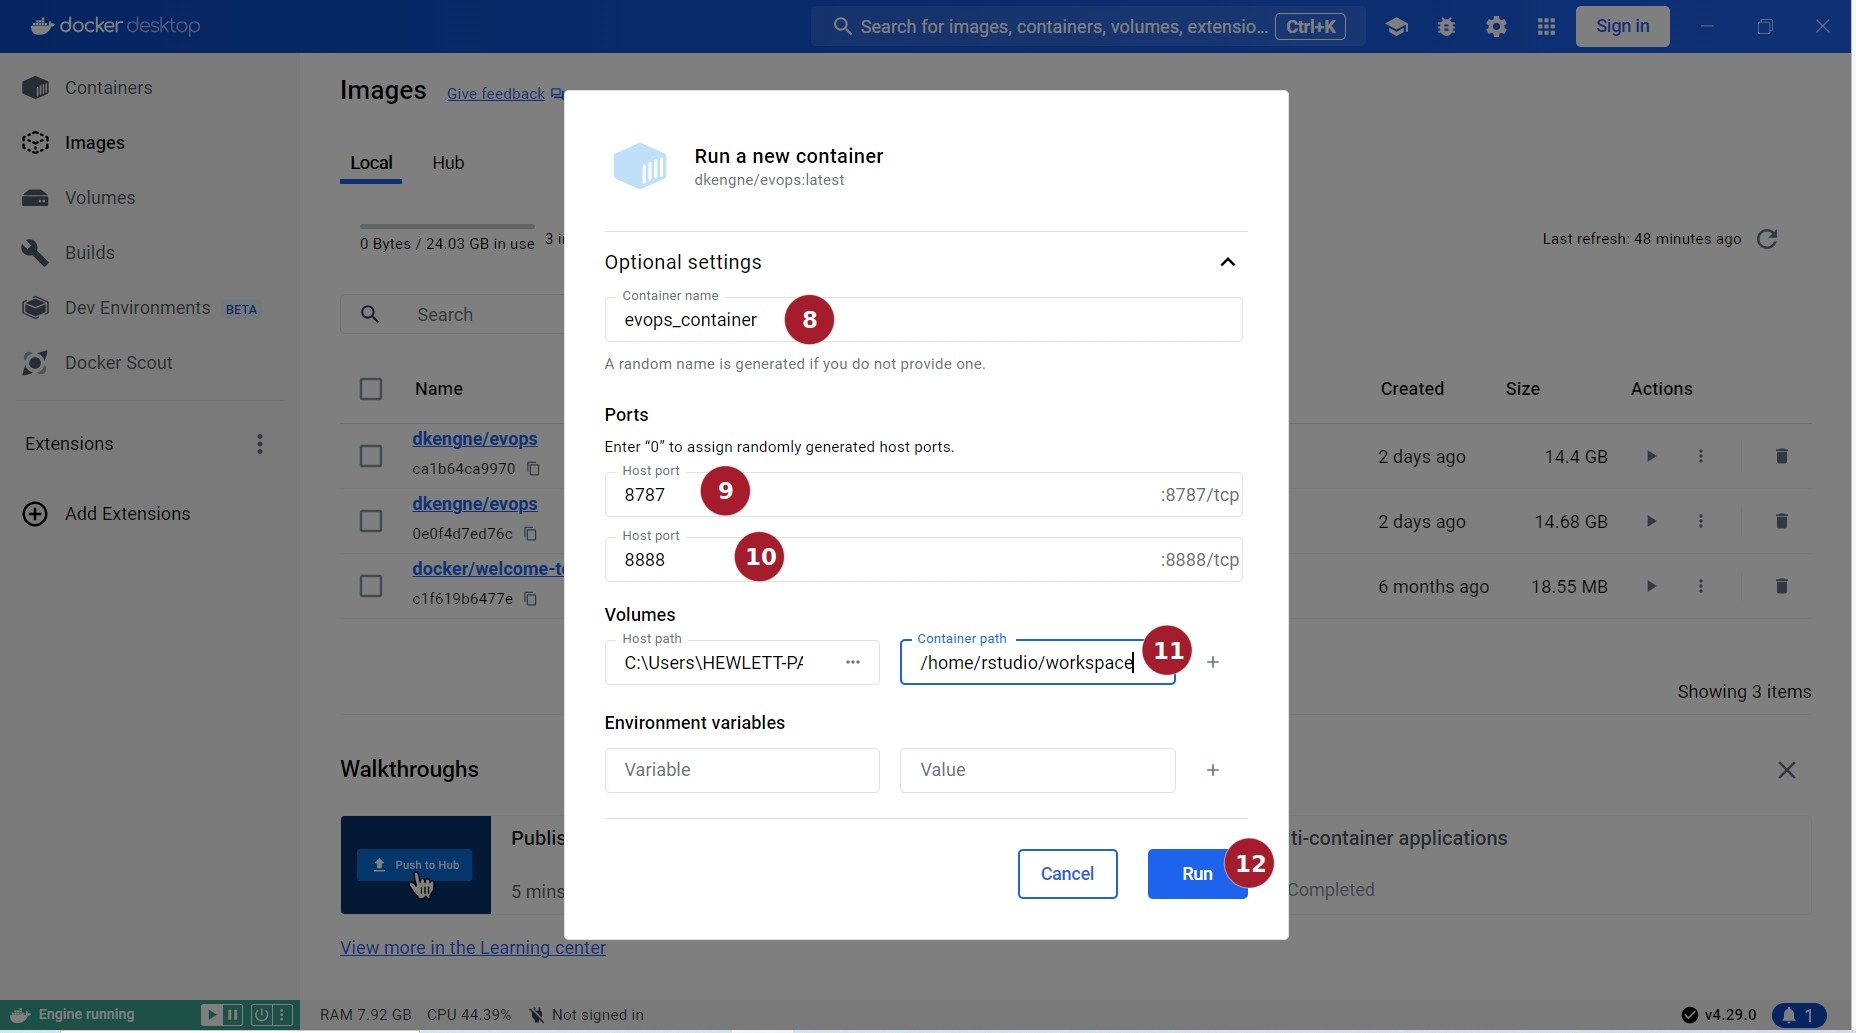 docker desktop
Search for images, containers, volumes, extensio... Ctrl+K
Sign in
Containers
Images
Volumes
Builds
Dev Environments BETA
Docker Scout
Extensions
Add Extensions
Images Give feedback
Local Hub
0 Bytes / 24.03 GB in use 3
Last refresh: 48 minutes ago
Search
Name Created Size Actions
dkengne/evops
ca1b64ca9970
2 days ago 14.4 GB
dkengne/evops
0e0f4d7ed76c
2 days ago 14.68 GB
docker/welcome-t
c1f619b6477e
6 months ago 18.55 MB
Showing 3 items
Walkthroughs
Push to Hub
Publis
5 mins
ti-container applications
Completed
View more in the Learning center
Run a new container
dkengne/evops:latest
Optional settings
Container name
evops_container 8
A random name is generated if you do not provide one.
Ports
Enter “0” to assign randomly generated host ports.
Host port
8787 9 :8787/tcp
Host port
8888 10 :8888/tcp
Volumes
Host path
C:\Users\HEWLETT-PA ...
Container path
/home/rstudio/workspace 11 +
Environment variables
Variable Value +
Cancel Run 12
Engine running
RAM 7.92 GB CPU 44.39% Not signed in
v4.29.0 1